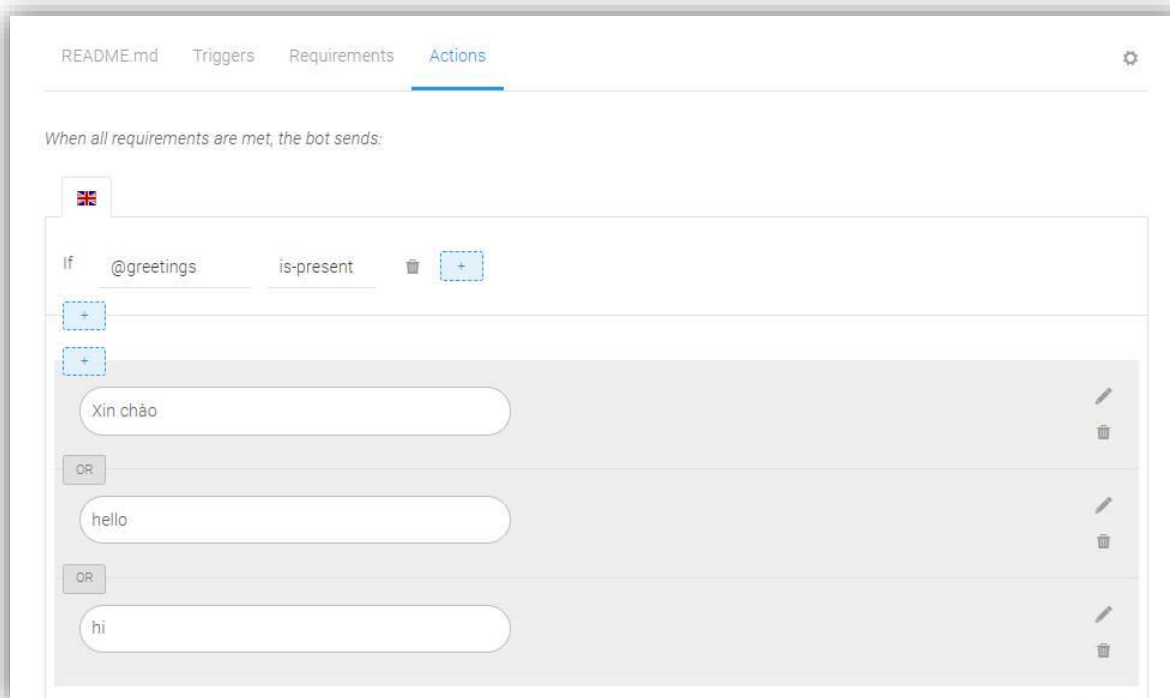 README.md Triggers Requirements Actions
When all requirements are met, the bot sends:
If @greetings is-present +
+
+
Xin chào
OR
hello
OR
hi